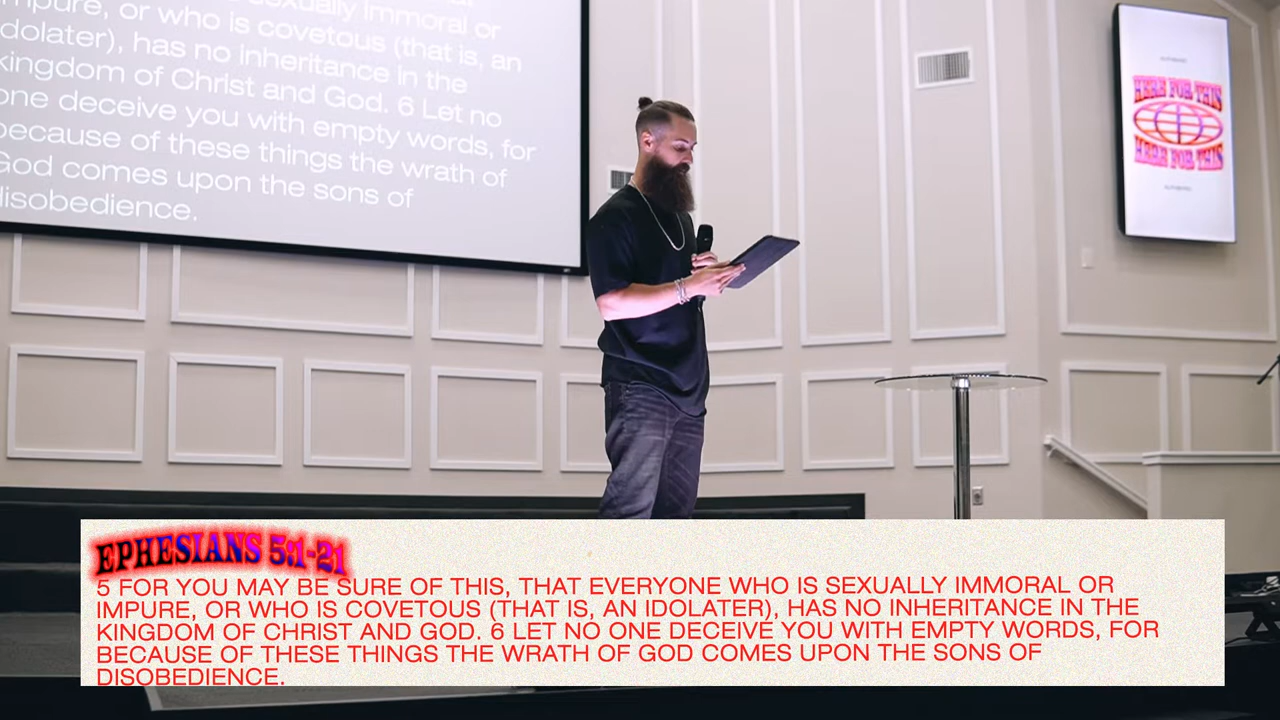 impure, or who is covetous (that is, an
idolater), has no inheritance in the
kingdom of Christ and God. 6 Let no
one deceive you with empty words, for
because of these things the wrath of
God comes upon the sons of
disobedience.
HERE FOR THIS
HERE FOR THIS
EPHESIANS 5:1-21
5 FOR YOU MAY BE SURE OF THIS, THAT EVERYONE WHO IS SEXUALLY IMMORAL OR
IMPURE, OR WHO IS COVETOUS (THAT IS, AN IDOLATER), HAS NO INHERITANCE IN THE
KINGDOM OF CHRIST AND GOD. 6 LET NO ONE DECEIVE YOU WITH EMPTY WORDS, FOR
BECAUSE OF THESE THINGS THE WRATH OF GOD COMES UPON THE SONS OF
DISOBEDIENCE.